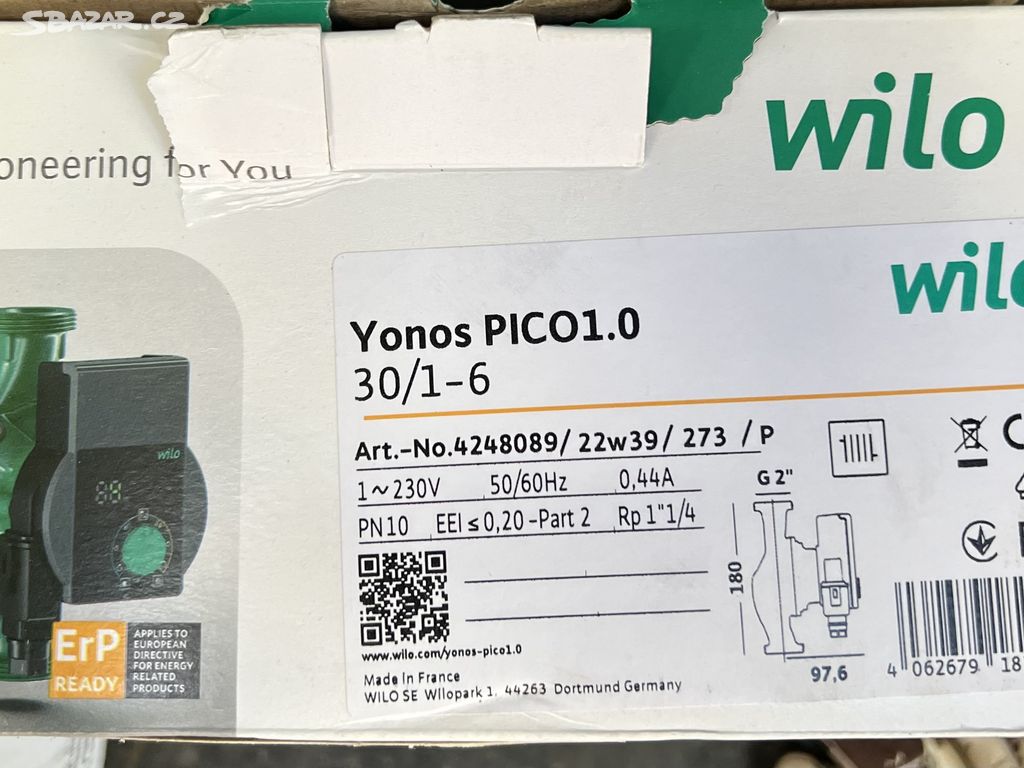 SBAZAR.CZ
wilo
oneering for You
wilo
Yonos PICO1.0
30/1-6
Art.-No.4248089/ 22w39/ 273 / P
1~230V 50/60Hz 0,44A
PN10 EEI ≤ 0,20 -Part 2 Rp 1"1/4
G 2"
180
97,6
www.wilo.com/yonos-pico1.0
Made in France
WILO SE Wilopark 1, 44263 Dortmund Germany
4 062679 18
wilo
ErP
READY
APPLIES TO
EUROPEAN
DIRECTIVE
FOR ENERGY
RELATED
PRODUCTS